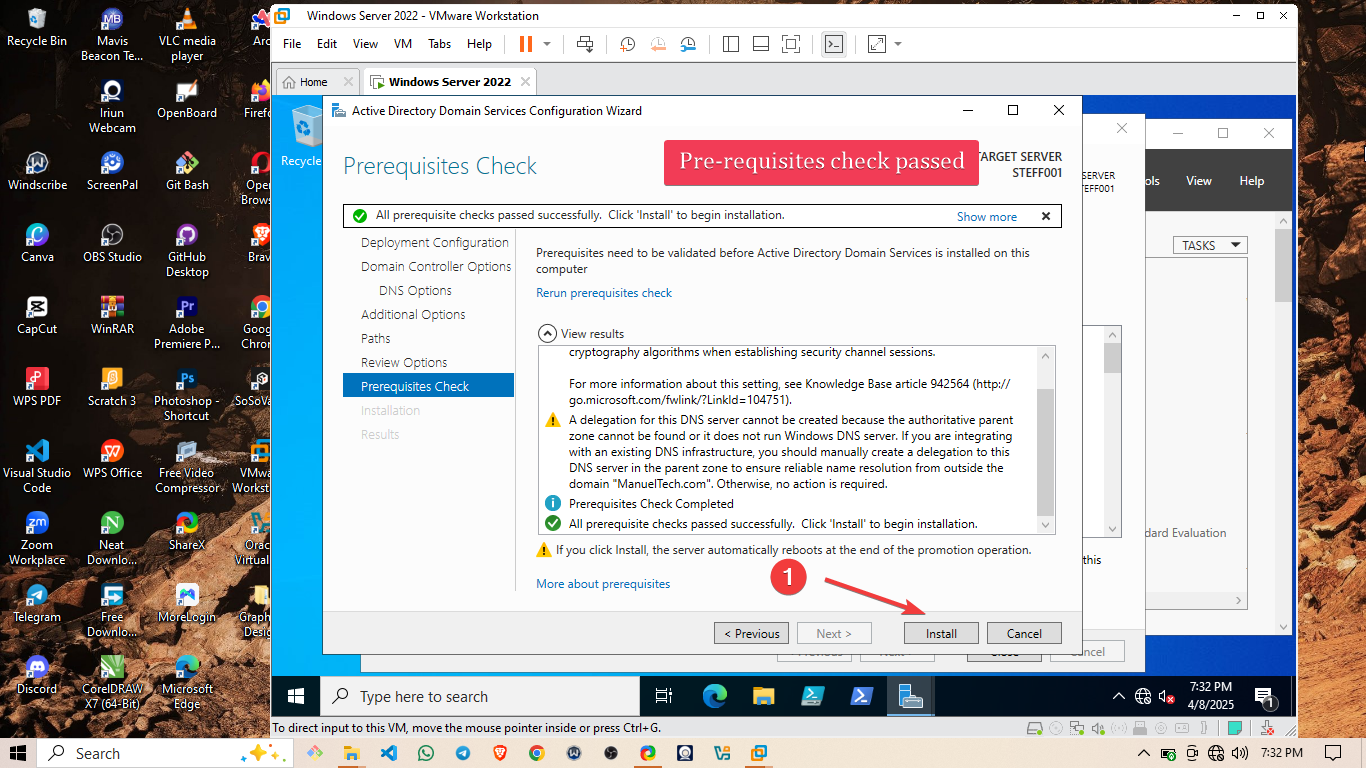 Recycle Bin
Mavis
Beacon Te...
VLC media
player
Arc
Iriun
Webcam
OpenBoard
Firefo
Windscribe
ScreenPal
Git Bash
Oper
Brows
Canva
OBS Studio
GitHub
Desktop
Brav
CapCut
WinRAR
Adobe
Premiere P...
Goog
Chron
WPS PDF
Scratch 3
Photoshop -
Shortcut
SoSoVa
Visual Studio
Code
WPS Office
Free Video
Compressor
VMw
Workst
Zoom
Workplace
Neat
Downlo...
ShareX
Orac
Virtual
Telegram
Free
Downlo...
MoreLogin
Graph
Desig
Discord
CorelDRAW
X7 (64-Bit)
Microsoft
Edge
Windows Server 2022 - VMware Workstation
File Edit View VM Tabs Help
Home
Windows Server 2022
Recycle
Active Directory Domain Services Configuration Wizard
Prerequisites Check
Pre-requisites check passed
TARGET SERVER
STEFF001
All prerequisite checks passed successfully. Click 'Install' to begin installation.
Show more
Deployment Configuration
Domain Controller Options
DNS Options
Additional Options
Paths
Review Options
Prerequisites Check
Installation
Results
Prerequisites need to be validated before Active Directory Domain Services is installed on this
computer
Rerun prerequisites check
View results
cryptography algorithms when establishing security channel sessions.
For more information about this setting, see Knowledge Base article 942564 (http://
go.microsoft.com/fwlink/?LinkId=104751).
A delegation for this DNS server cannot be created because the authoritative parent
zone cannot be found or it does not run Windows DNS server. If you are integrating
with an existing DNS infrastructure, you should manually create a delegation to this
DNS server in the parent zone to ensure reliable name resolution from outside the
domain "ManuelTech.com". Otherwise, no action is required.
Prerequisites Check Completed
All prerequisite checks passed successfully. Click 'Install' to begin installation.
If you click Install, the server automatically reboots at the end of the promotion operation.
More about prerequisites
1
< Previous
Next >
Install
Cancel
SERVER
STEFF001
ols View Help
TASKS
dard Evaluation
this
Close
ancel
Type here to search
7:32 PM
4/8/2025
1
To direct input to this VM, move the mouse pointer inside or press Ctrl+G.
Search
7:32 PM